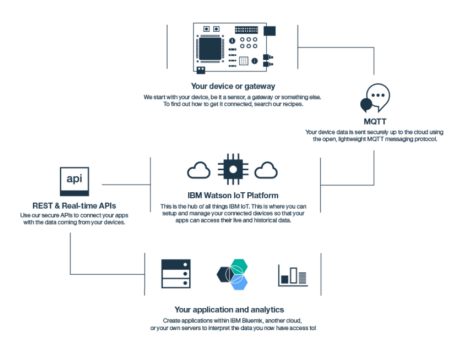 Your device or gateway
We start with your device, be it a sensor, a gateway or something else.
To find out how to get it connected, search our recipes.
MQTT
Your device data is sent securely up to the cloud using
the open, lightweight MQTT messaging protocol.
api
REST & Real-time APIs
Use our secure APIs to connect your apps
with the data coming from your devices.
IBM Watson IoT Platform
This is the hub of all things IBM IoT. This is where you can
setup and manage your connected devices so that your
apps can access their live and historical data.
Your application and analytics
Create applications within IBM Bluemix, another cloud,
or your own servers to interpret the data you now have access to!